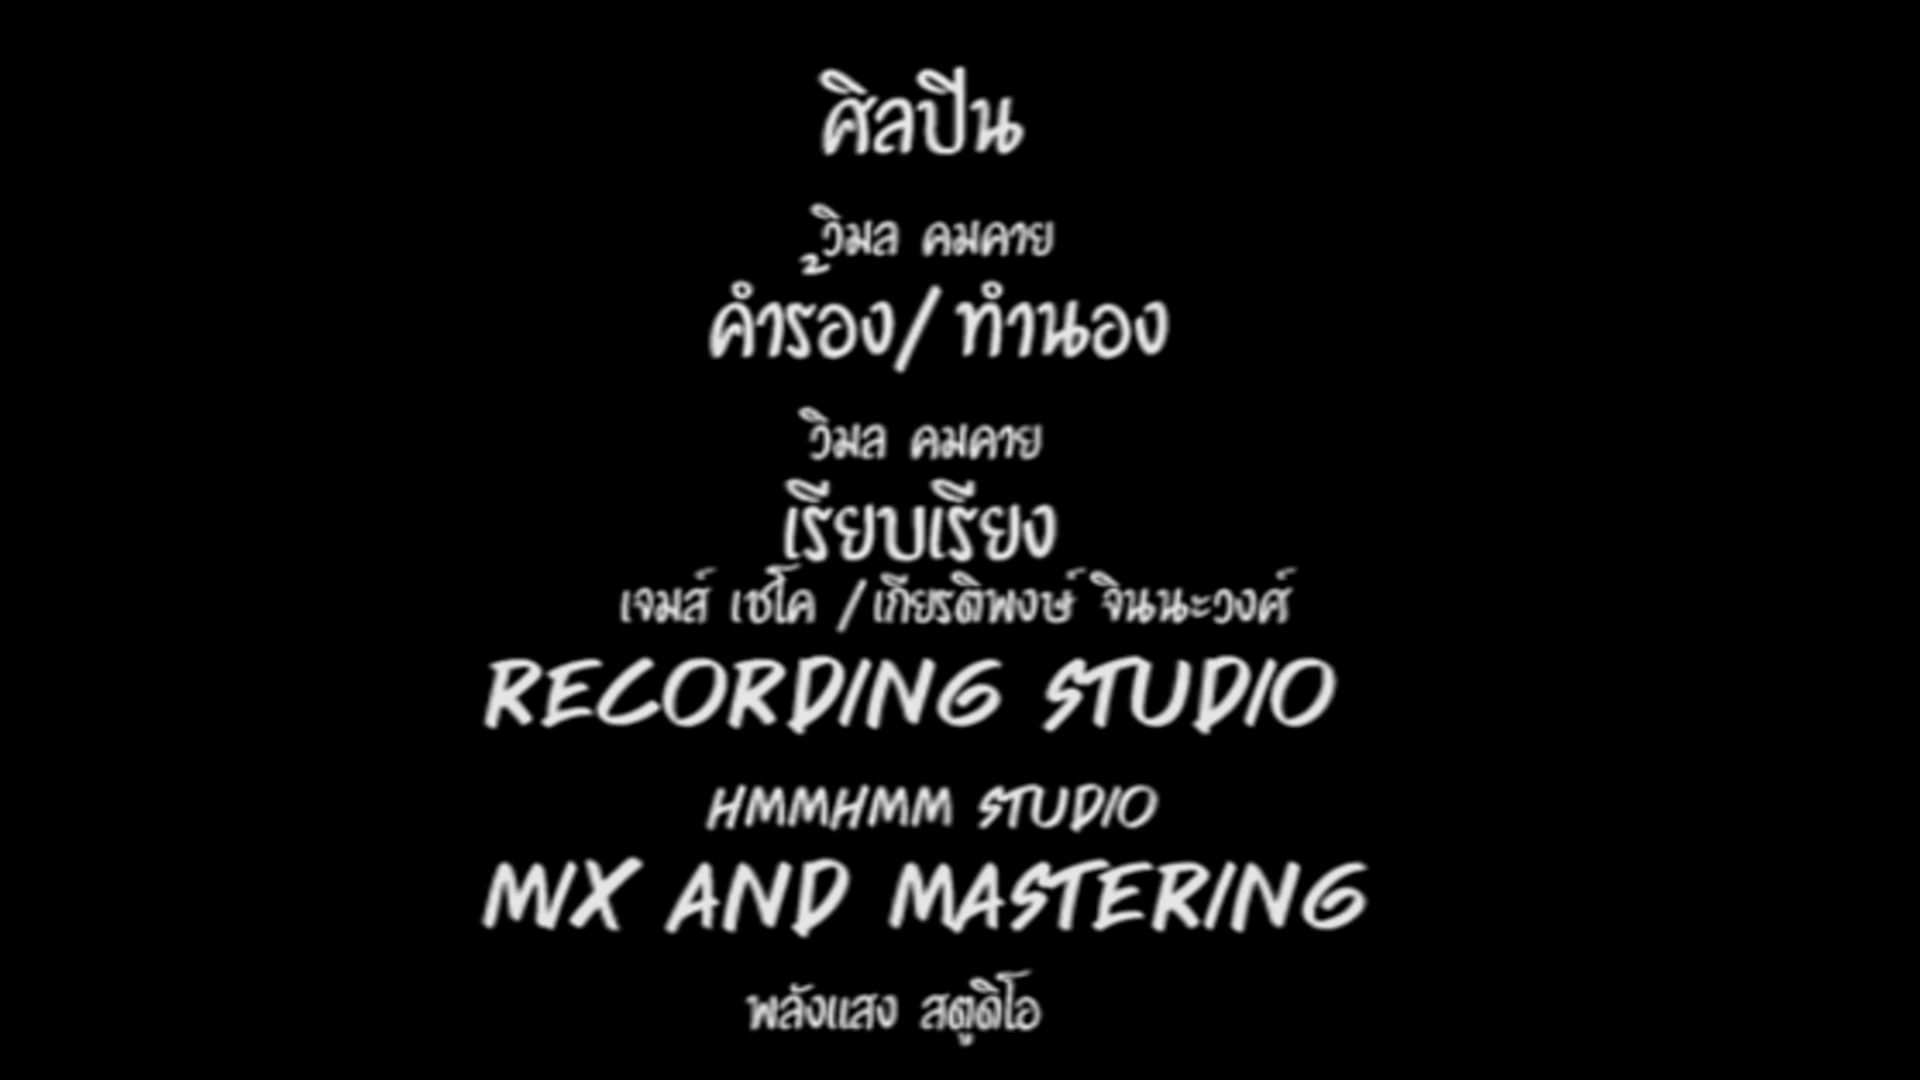 ศิลปิน
วิมล คมคาย
คำร้อง/ ทำนอง
วิมล คมคาย
เรียบเรียง
เจมส์ เซโค /เกียรติพงษ์ จินนะวงศ์
RECORDING STUDIO
HMMHMM STUDIO
MIX AND MASTERING
พลังแสง สตูดิโอ